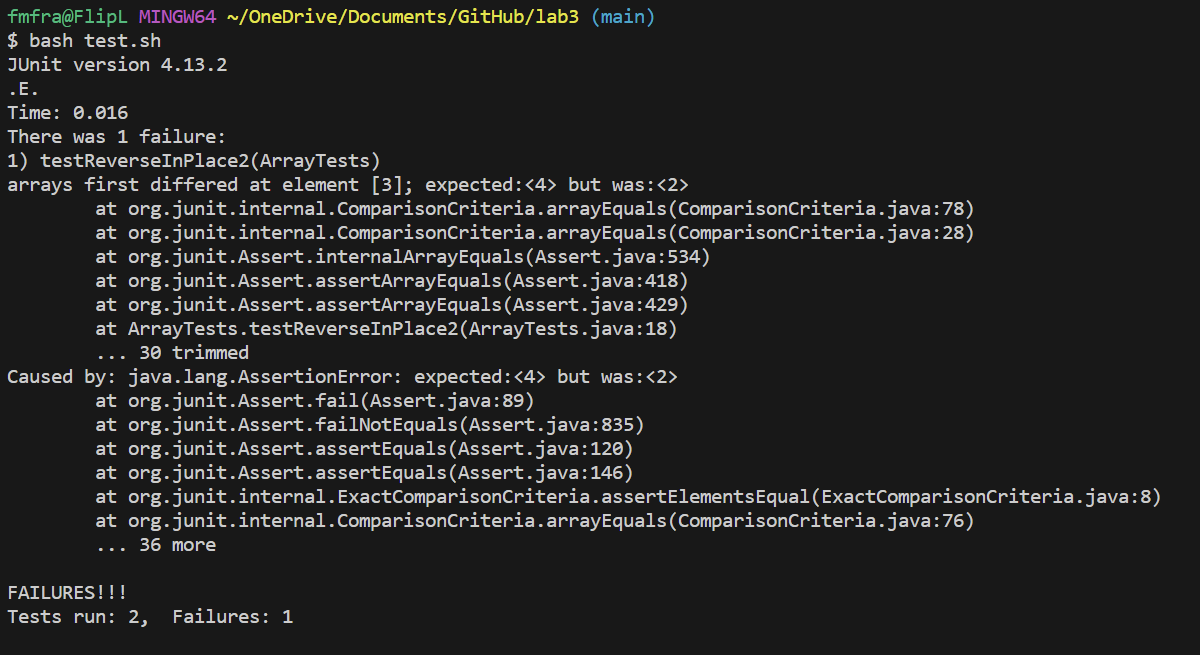 fmfra@FlipL MINGW64 ~/OneDrive/Documents/GitHub/lab3 (main)
$ bash test.sh
JUnit version 4.13.2
.E.
Time: 0.016
There was 1 failure:
1) testReverseInPlace2(ArrayTests)
arrays first differed at element [3]; expected:<4> but was:<2>
        at org.junit.internal.ComparisonCriteria.arrayEquals(ComparisonCriteria.java:78)
        at org.junit.internal.ComparisonCriteria.arrayEquals(ComparisonCriteria.java:28)
        at org.junit.Assert.internalArrayEquals(Assert.java:534)
        at org.junit.Assert.assertArrayEquals(Assert.java:418)
        at org.junit.Assert.assertArrayEquals(Assert.java:429)
        at ArrayTests.testReverseInPlace2(ArrayTests.java:18)
        ... 30 trimmed
Caused by: java.lang.AssertionError: expected:<4> but was:<2>
        at org.junit.Assert.fail(Assert.java:89)
        at org.junit.Assert.failNotEquals(Assert.java:835)
        at org.junit.Assert.assertEquals(Assert.java:120)
        at org.junit.Assert.assertEquals(Assert.java:146)
        at org.junit.internal.ExactComparisonCriteria.assertElementsEqual(ExactComparisonCriteria.java:8)
        at org.junit.internal.ComparisonCriteria.arrayEquals(ComparisonCriteria.java:76)
        ... 36 more

FAILURES!!!
Tests run: 2,  Failures: 1